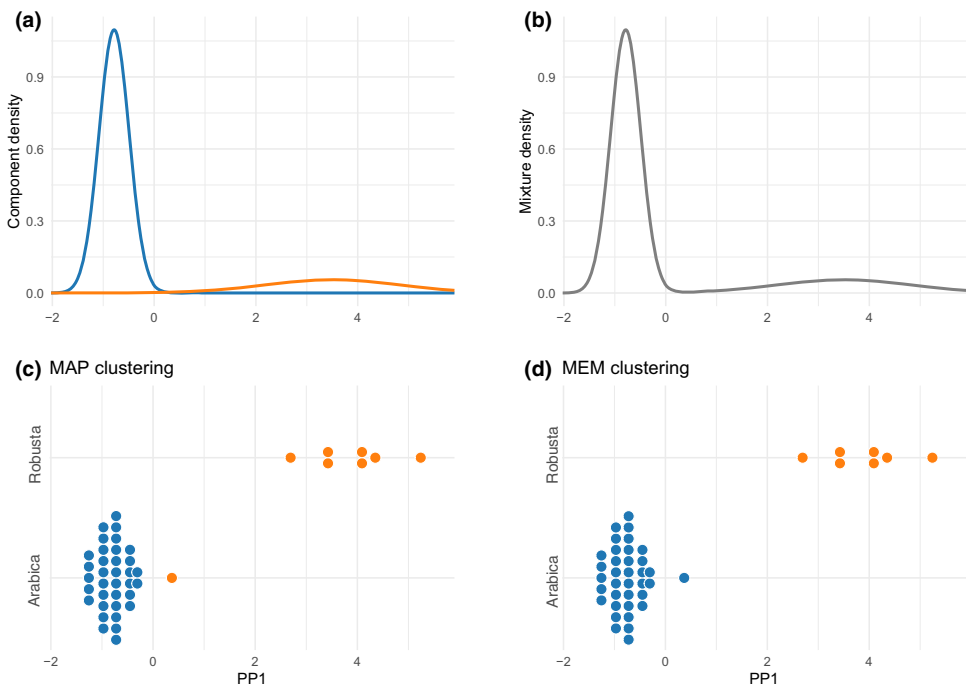 (a)
Component density
0.9
0.6
0.3
0.0
−2
0
2
4
(b)
Mixture density
0.9
0.6
0.3
0.0
−2
0
2
4
(c) MAP clustering
Robusta
Arabica
−2
0
2
4
PP1
(d) MEM clustering
Robusta
Arabica
−2
0
2
4
PP1